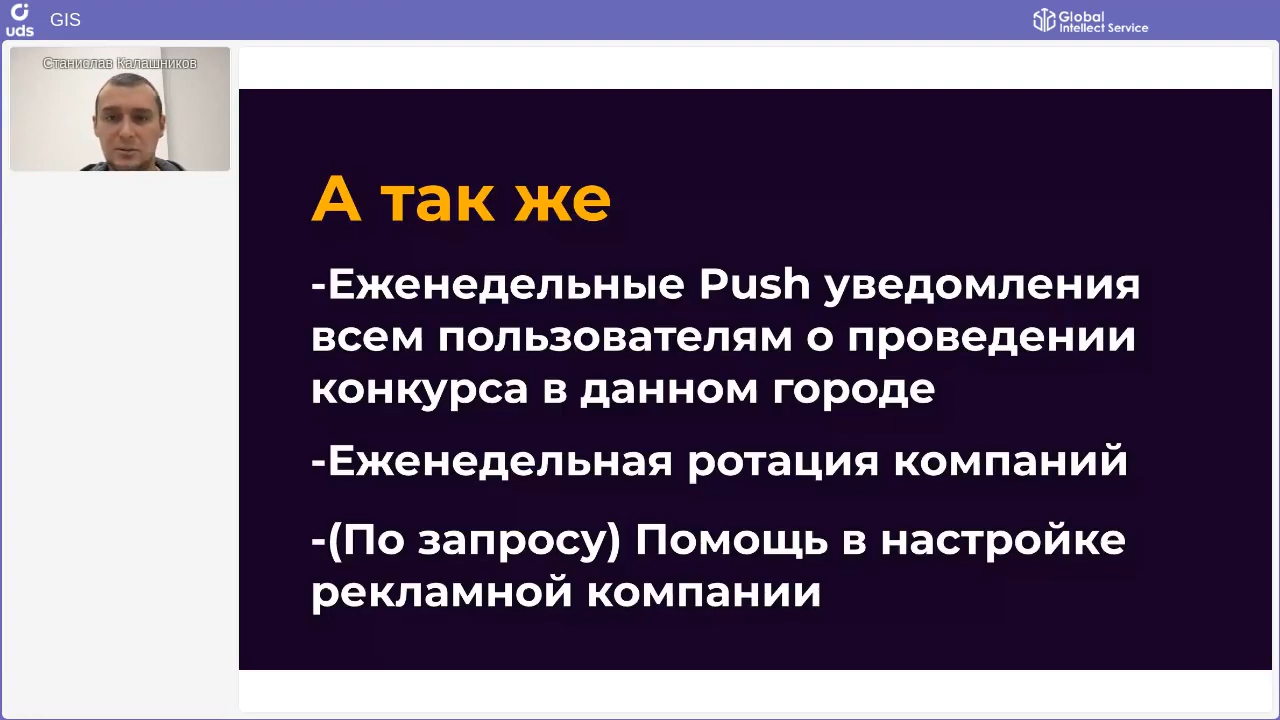 uds
GIS
Global
Intellect Service
Станислав Калашников
А так же
-Еженедельные Push уведомления
всем пользователям о проведении
конкурса в данном городе
-Еженедельная ротация компаний
-(По запросу) Помощь в настройке
рекламной компании